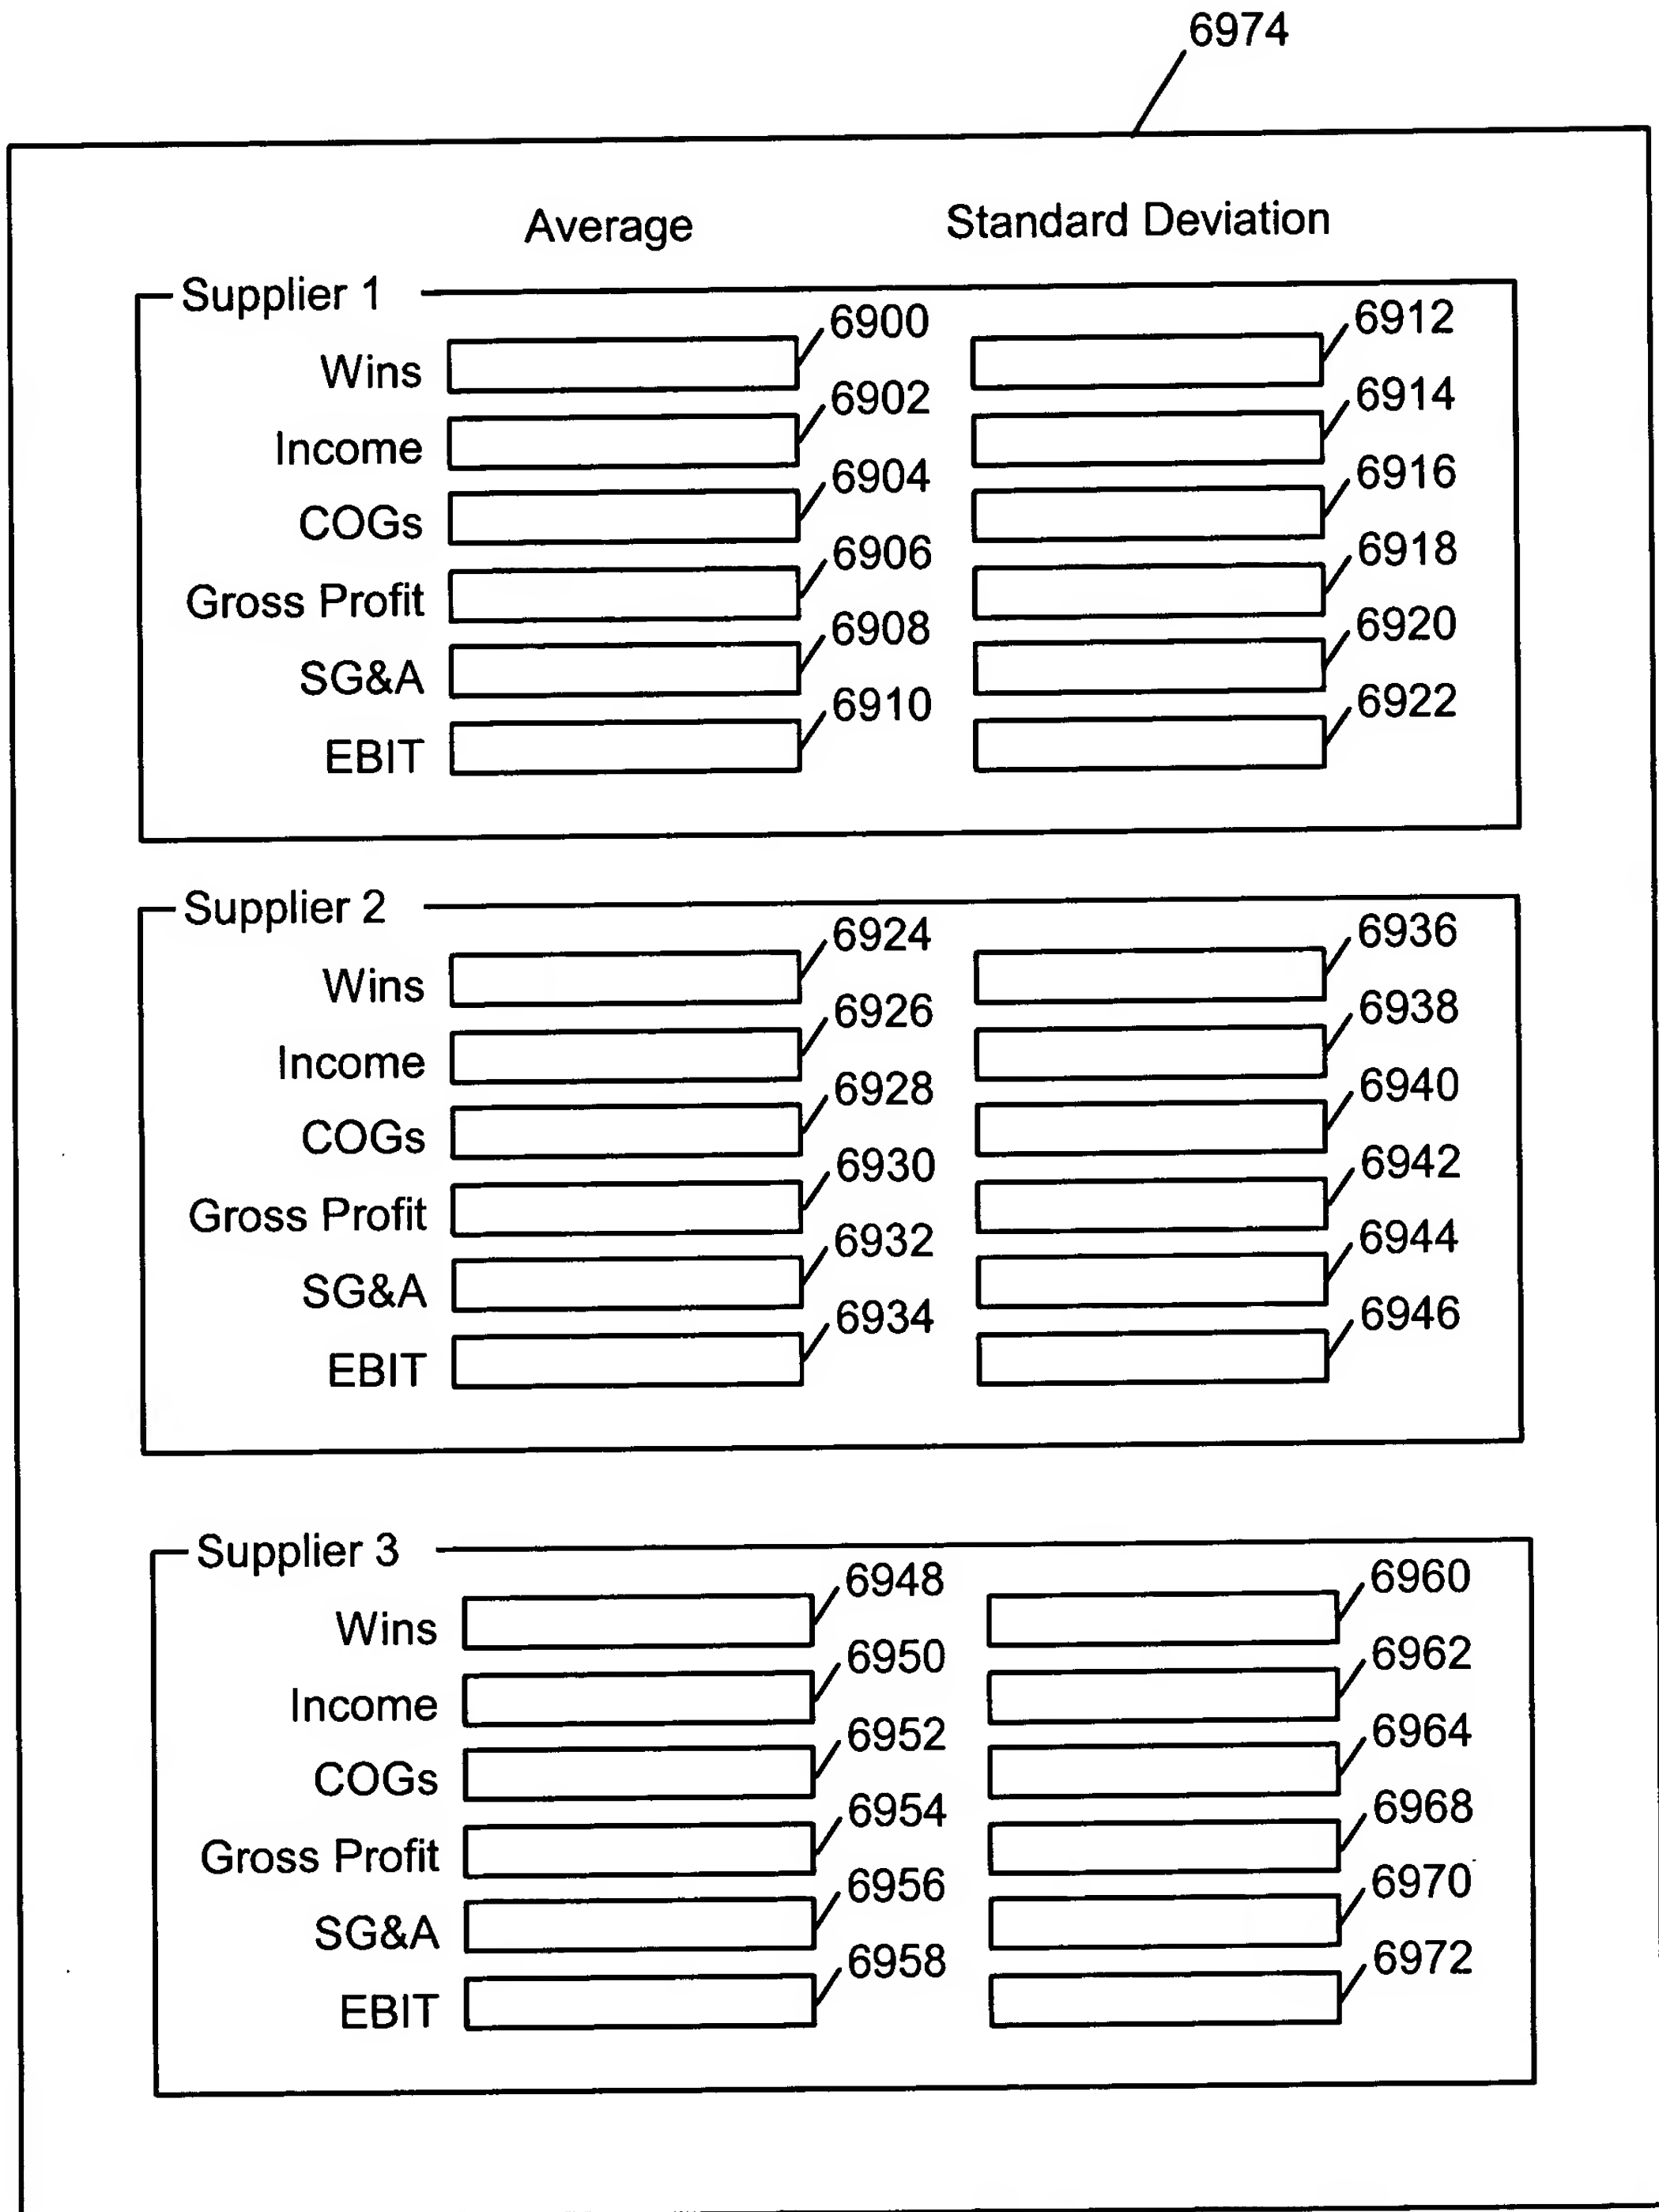 6974
Average Standard Deviation
Supplier 1
Wins 6900 6912
Income 6902 6914
COGs 6904 6916
Gross Profit 6906 6918
SG&A 6908 6920
EBIT 6910 6922
Supplier 2
Wins 6924 6936
Income 6926 6938
COGs 6928 6940
Gross Profit 6930 6942
SG&A 6932 6944
EBIT 6934 6946
Supplier 3
Wins 6948 6960
Income 6950 6962
COGs 6952 6964
Gross Profit 6954 6968
SG&A 6956 6970
EBIT 6958 6972